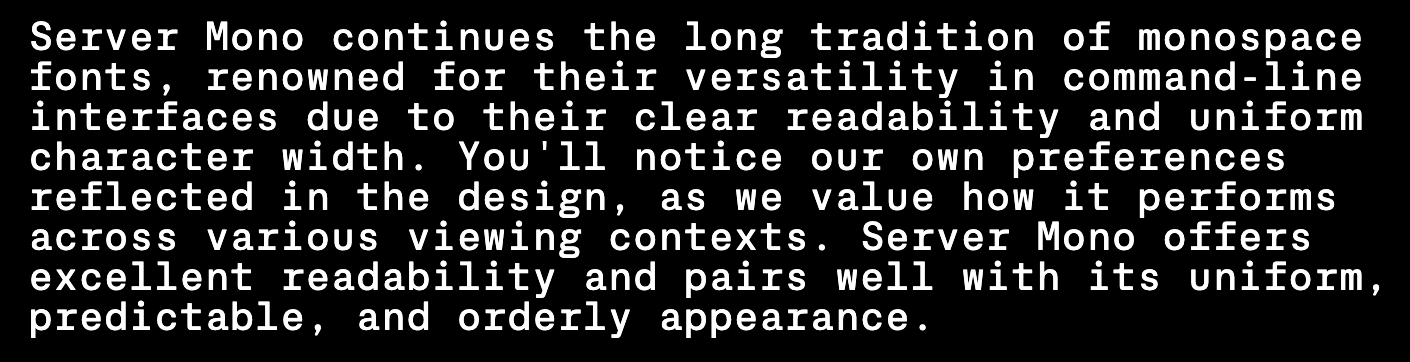 Server Mono continues the long tradition of monospace
fonts, renowned for their versatility in command-line
interfaces due to their clear readability and uniform
character width. You'll notice our own preferences
reflected in the design, as we value how it performs
across various viewing contexts. Server Mono offers
excellent readability and pairs well with its uniform,
predictable, and orderly appearance.